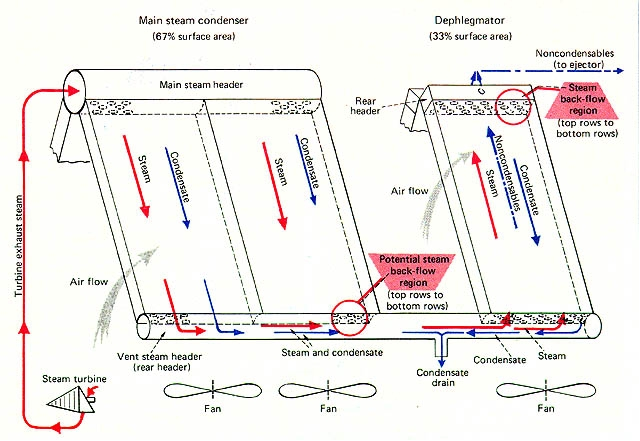 Main steam condenser
(67% surface area)
Dephlegmator
(33% surface area)
Noncondensables
(to ejector)
Main steam header
Rear
header
Steam
back-flow
region
(top rows to
bottom rows)
Steam
Condensate
Steam
Condensate
Steam
Noncondensables
Condensate
Air flow
Turbine exhaust steam
Air flow
Potential steam
back-flow
region
(top rows to
bottom rows)
Vent steam header
(rear header)
Steam and condensate
Condensate
drain
Condensate
Steam
Steam turbine
Fan
Fan
Fan